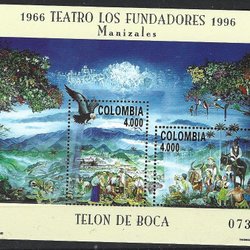 1966 TEATRO LOS FUNDADORES 1996
Manizales
COLOMBIA
4.000
COLOMBIA
4.000
TELON DE BOCA
073